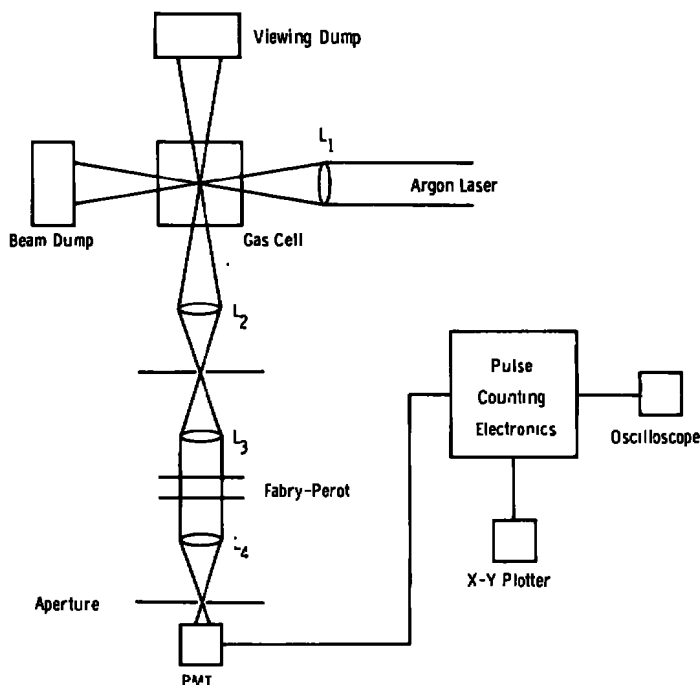 Viewing Dump
L1
Argon Laser
Beam Dump
Gas Cell
L2
Pulse
Counting
Electronics
Oscilloscope
L3
Fabry-Perot
L4
X-Y Plotter
Aperture
PMT